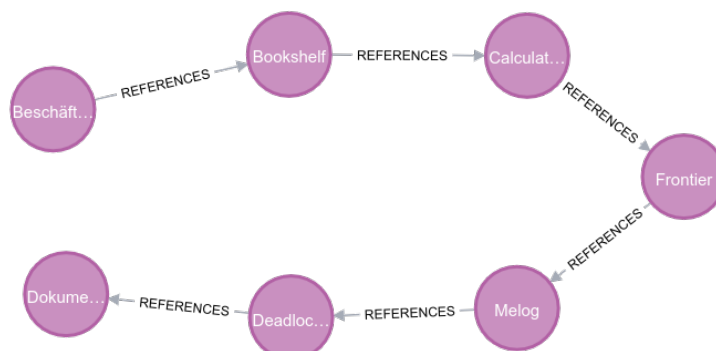 Beschäft...
REFERENCES
Bookshelf
REFERENCES
Calculat...
REFERENCES
Frontier
REFERENCES
Melog
REFERENCES
Deadloc...
REFERENCES
Dokume...